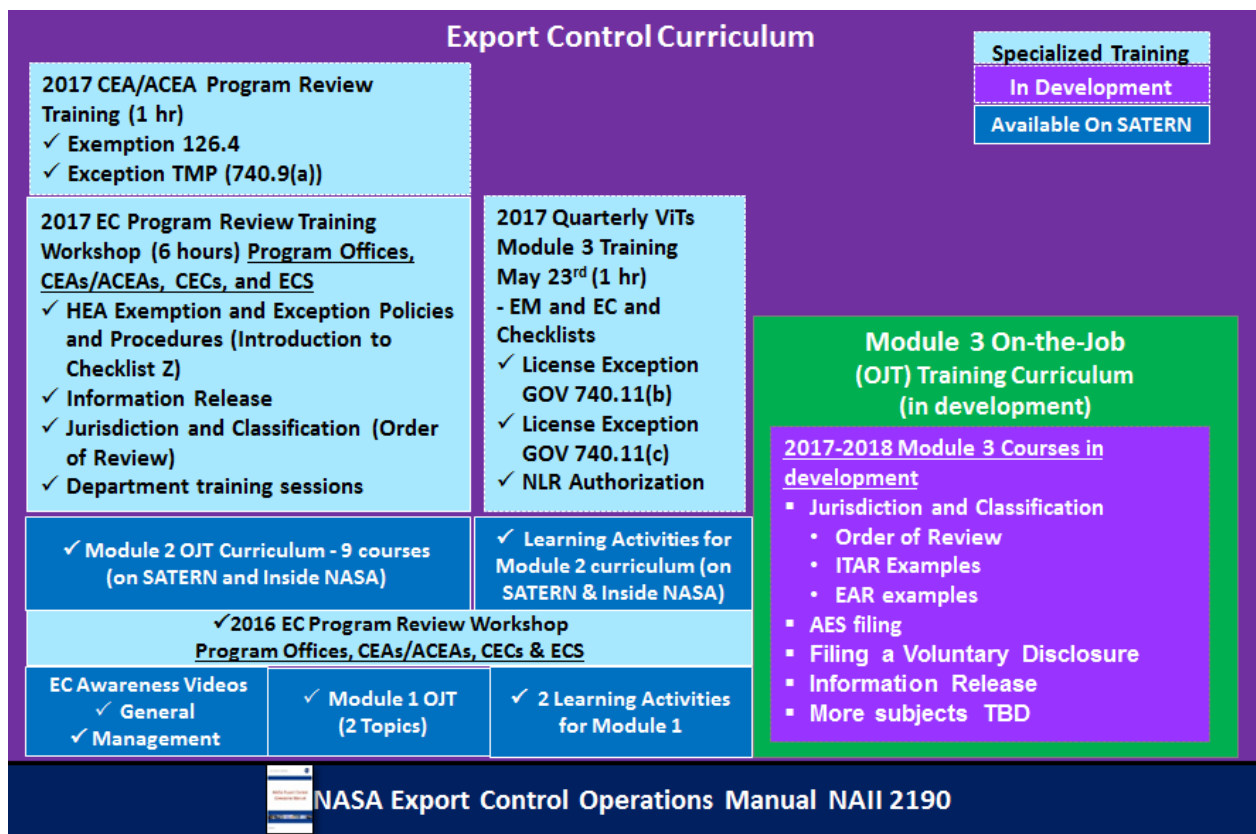 Export Control Curriculum
Specialized Training
In Development
Available On SATERN
2017 CEA/ACEA Program Review
Training (1 hr)
✓ Exemption 126.4
✓ Exception TMP (740.9(a))
2017 EC Program Review Training
Workshop (6 hours) Program Offices,
CEAs/ACEAs, CECs, and ECS
✓ HEA Exemption and Exception Policies
and Procedures (Introduction to
Checklist Z)
✓ Information Release
✓ Jurisdiction and Classification (Order
of Review)
✓ Department training sessions
2017 Quarterly ViTs
Module 3 Training
May 23rd (1 hr)
- EM and EC and
Checklists
✓ License Exception
GOV 740.11(b)
✓ License Exception
GOV 740.11(c)
✓ NLR Authorization
Module 3 On-the-Job
(OJT) Training Curriculum
(in development)
2017-2018 Module 3 Courses in
development
▪ Jurisdiction and Classification
• Order of Review
• ITAR Examples
• EAR examples
▪ AES filing
▪ Filing a Voluntary Disclosure
▪ Information Release
▪ More subjects TBD
✓ Module 2 OJT Curriculum - 9 courses
(on SATERN and Inside NASA)
✓ Learning Activities for
Module 2 curriculum (on
SATERN & Inside NASA)
✓2016 EC Program Review Workshop
Program Offices, CEAs/ACEAs, CECs & ECS
EC Awareness Videos
✓ General
✓ Management
✓ Module 1 OJT
(2 Topics)
✓ 2 Learning Activities
for Module 1
NASA Export Control Operations Manual NAII 2190